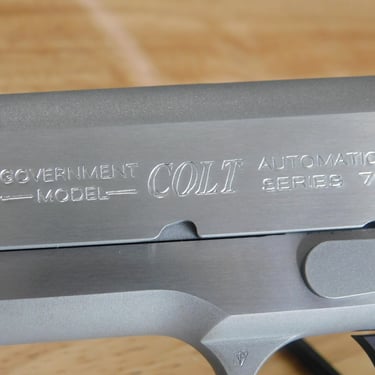 GOVERNMENT
MODEL
COLT
AUTOMATIC
SERIES 7